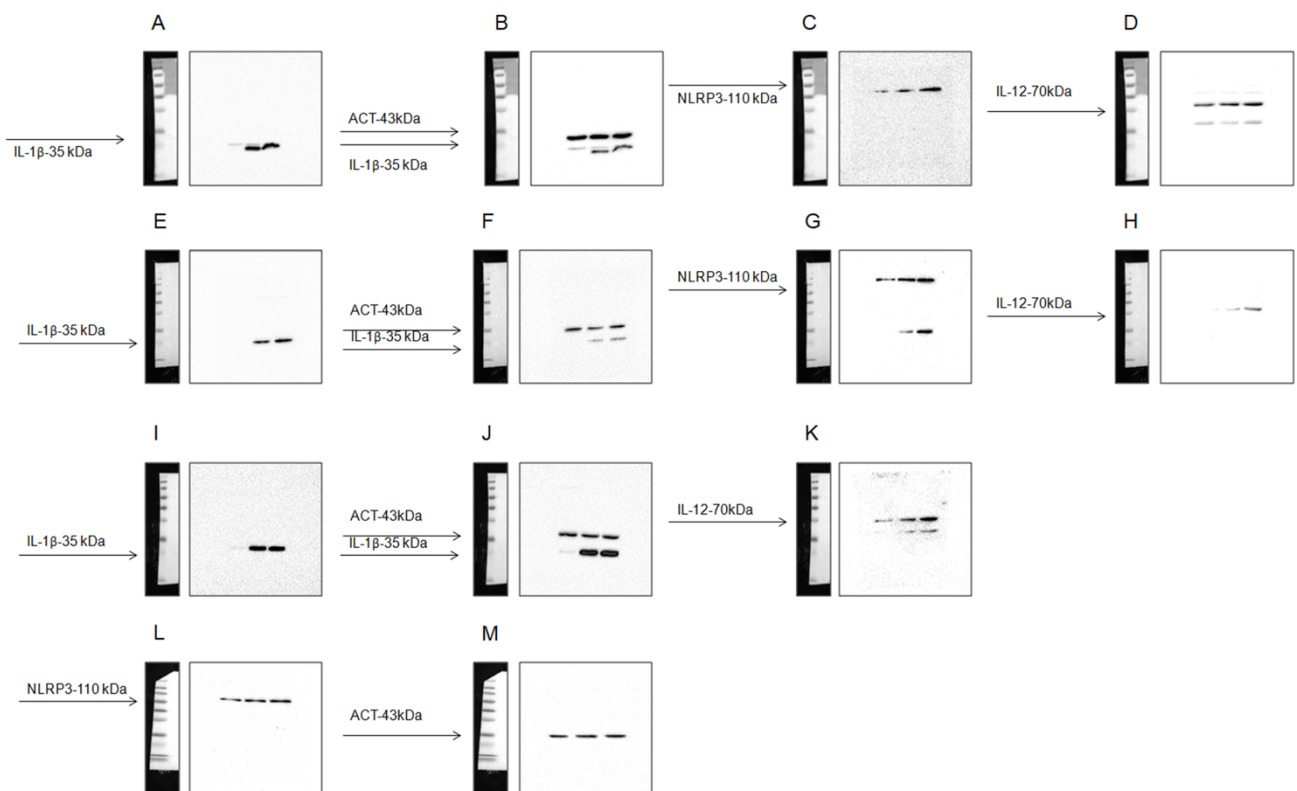 A
B
C
D
IL-1β-35 kDa
ACT-43kDa
IL-1β-35 kDa
NLRP3-110 kDa
IL-12-70kDa
E
F
G
H
IL-1β-35 kDa
ACT-43kDa
IL-1β-35 kDa
NLRP3-110 kDa
IL-12-70kDa
I
J
K
IL-1β-35 kDa
ACT-43kDa
IL-1β-35 kDa
IL-12-70kDa
L
M
NLRP3-110 kDa
ACT-43kDa